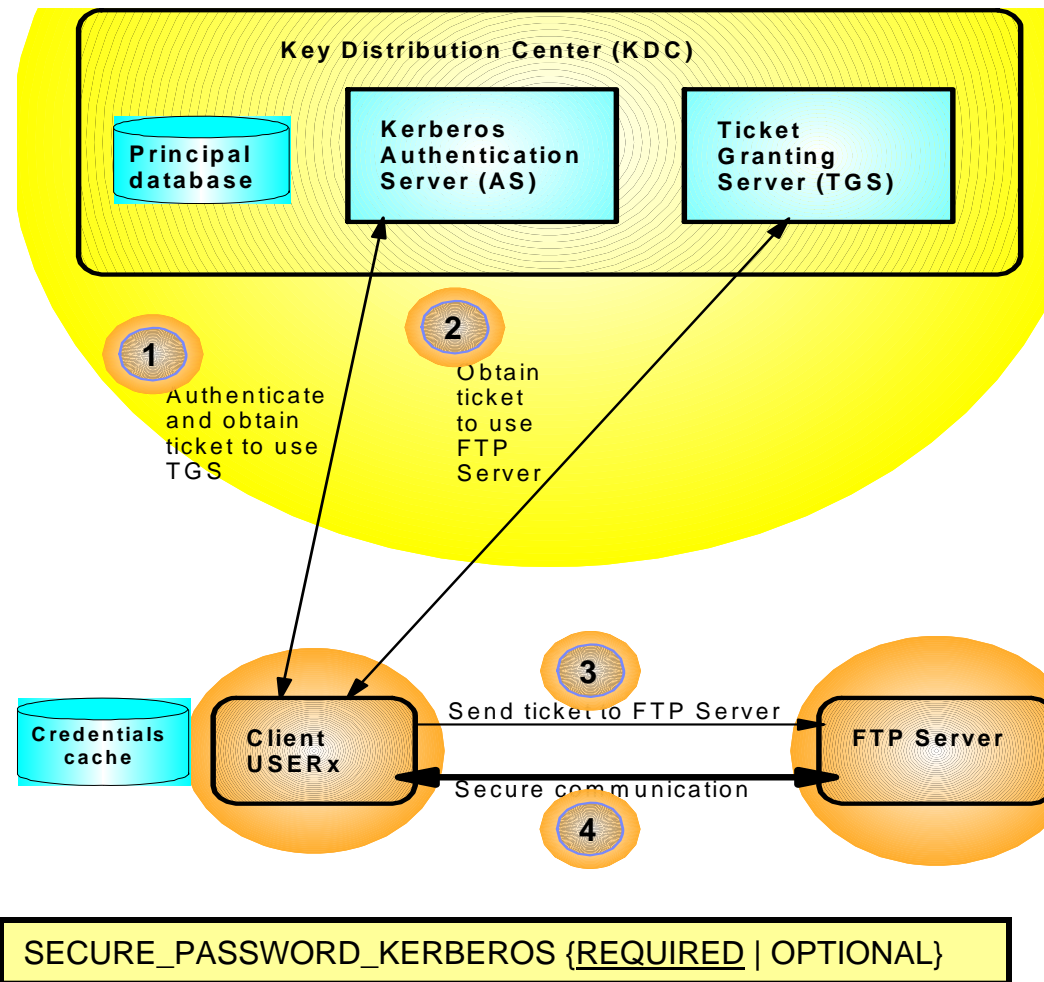 Key Distribution Center (KDC)
Principal
database
Kerberos
Authentication
Server (AS)
Ticket
Granting
Server (TGS)
1
Authenticate
and obtain
ticket to use
TGS
2
Obtain
ticket
to use
FTP
Server
3
Send ticket to FTP Server
Credentials
cache
Client
USERx
FTP Server
Secure communication
4
SECURE_PASSWORD_KERBEROS {REQUIRED | OPTIONAL}